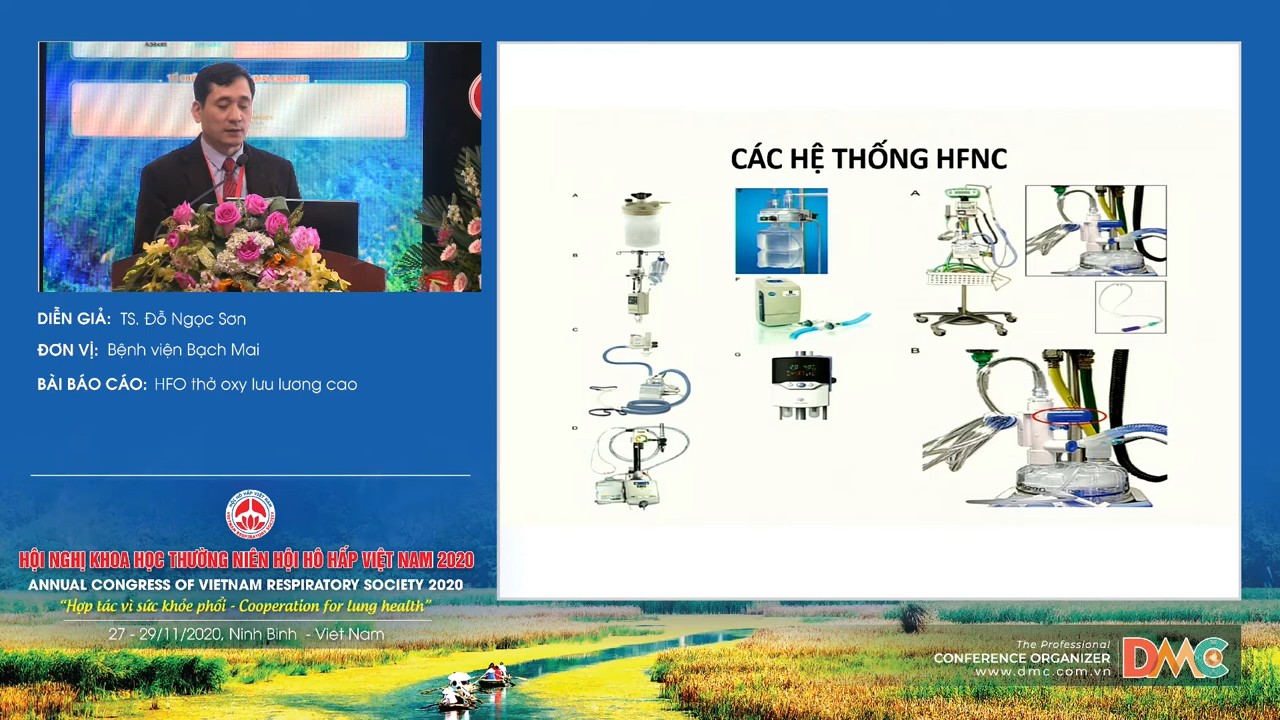 DIỄN GIẢ: TS. Đỗ Ngọc Sơn
ĐƠN VỊ: Bệnh viện Bạch Mai
BÀI BÁO CÁO: HFO thở oxy lưu lương cao
HỘI NGHỊ KHOA HỌC THƯỜNG NIÊN HỘI HÔ HẤP VIỆT NAM 2020
ANNUAL CONGRESS OF VIETNAM RESPIRATORY SOCIETY 2020
“Hợp tác vì sức khỏe phổi - Cooperation for lung health”
27 - 29/11/2020, Ninh Bình - Viet Nam
CÁC HỆ THỐNG HFNC
A
B
C
D
F
G
A
B
The Professional
CONFERENCE ORGANIZER
www.dmc.com.vn
DMC